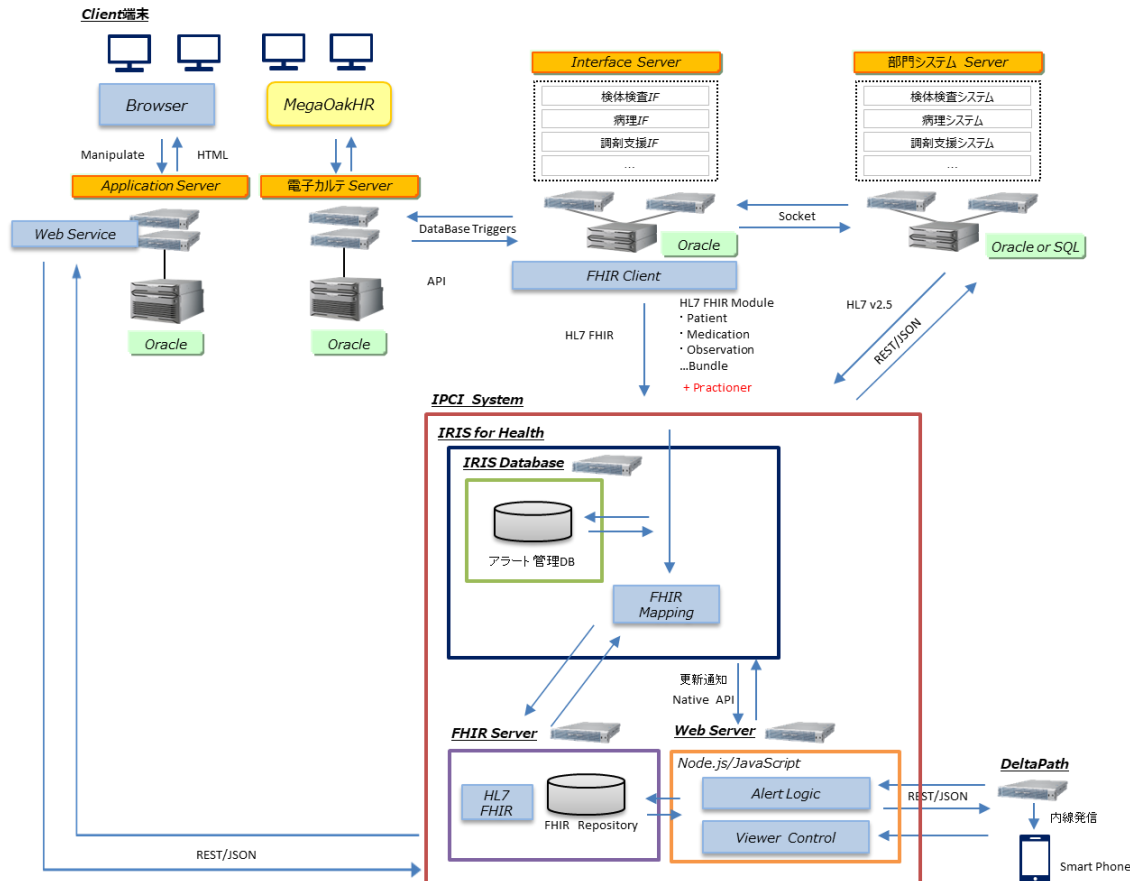 Client端末
Browser
MegaOakHR
Manipulate
HTML
Application Server
電子カルテ Server
Web Service
Oracle
Oracle
DataBase Triggers
API
Interface Server
検体検査IF
病理IF
調剤支援IF
...
Oracle
FHIR Client
Socket
部門システム Server
検体検査システム
病理システム
調剤支援システム
...
Oracle or SQL
HL7 FHIR
HL7 FHIR Module
・Patient
・Medication
・Observation
...Bundle
+ Practioner
HL7 v2.5
REST/JSON
IPCI System
IRIS for Health
IRIS Database
アラート管理DB
FHIR
Mapping
更新通知
Native API
FHIR Server
HL7
FHIR
FHIR Repository
Web Server
Node.js/JavaScript
Alert Logic
Viewer Control
REST/JSON
DeltaPath
内線発信
Smart Phone
REST/JSON